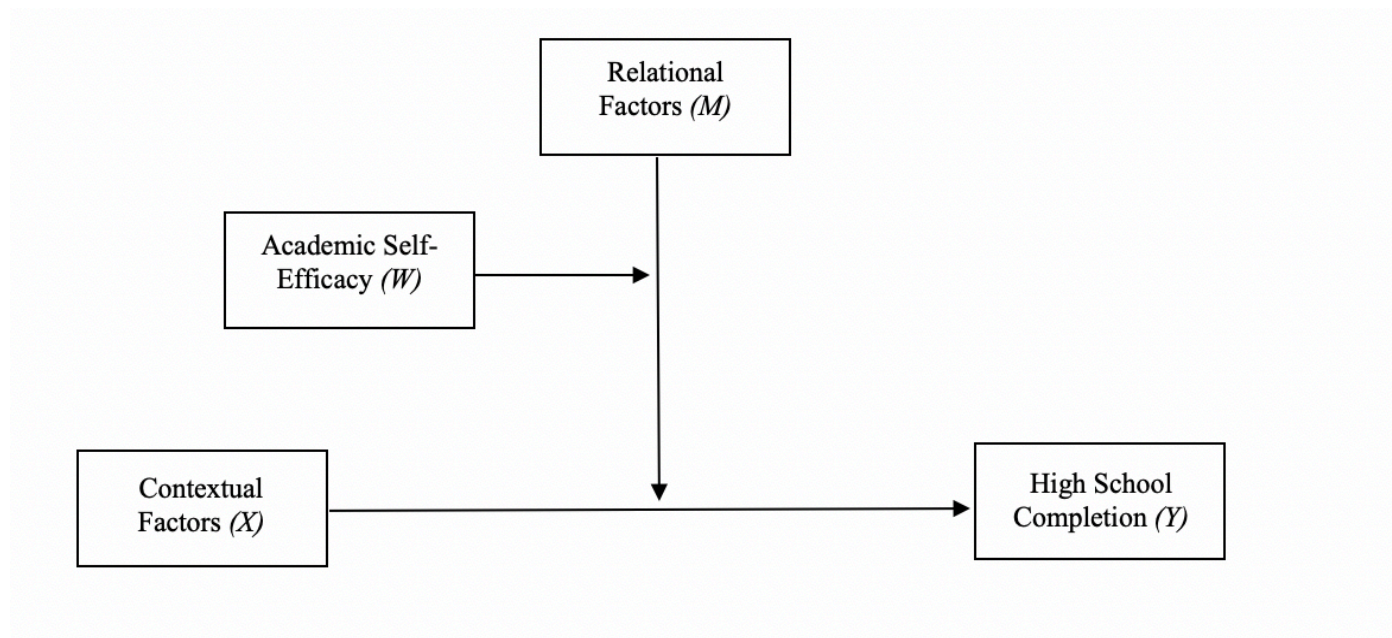 Relational
Factors (M)
Academic Self-
Efficacy (W)
Contextual
Factors (X)
High School
Completion (Y)